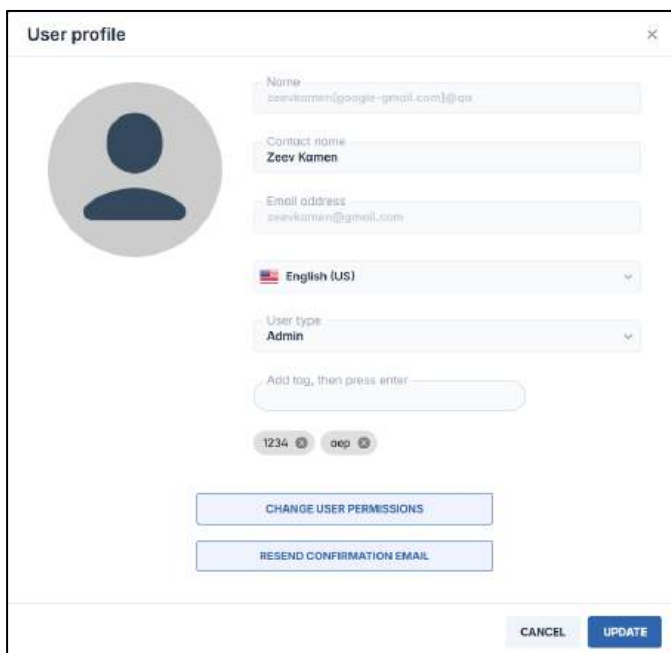 User profile
Name
zeevkamen[google-gmail.com]@qa
Contact name
Zeev Kamen
Email address
zeevkamen@gmail.com
English (US)
User type
Admin
Add tag, then press enter
1234
aep
CHANGE USER PERMISSIONS
RESEND CONFIRMATION EMAIL
CANCEL UPDATE